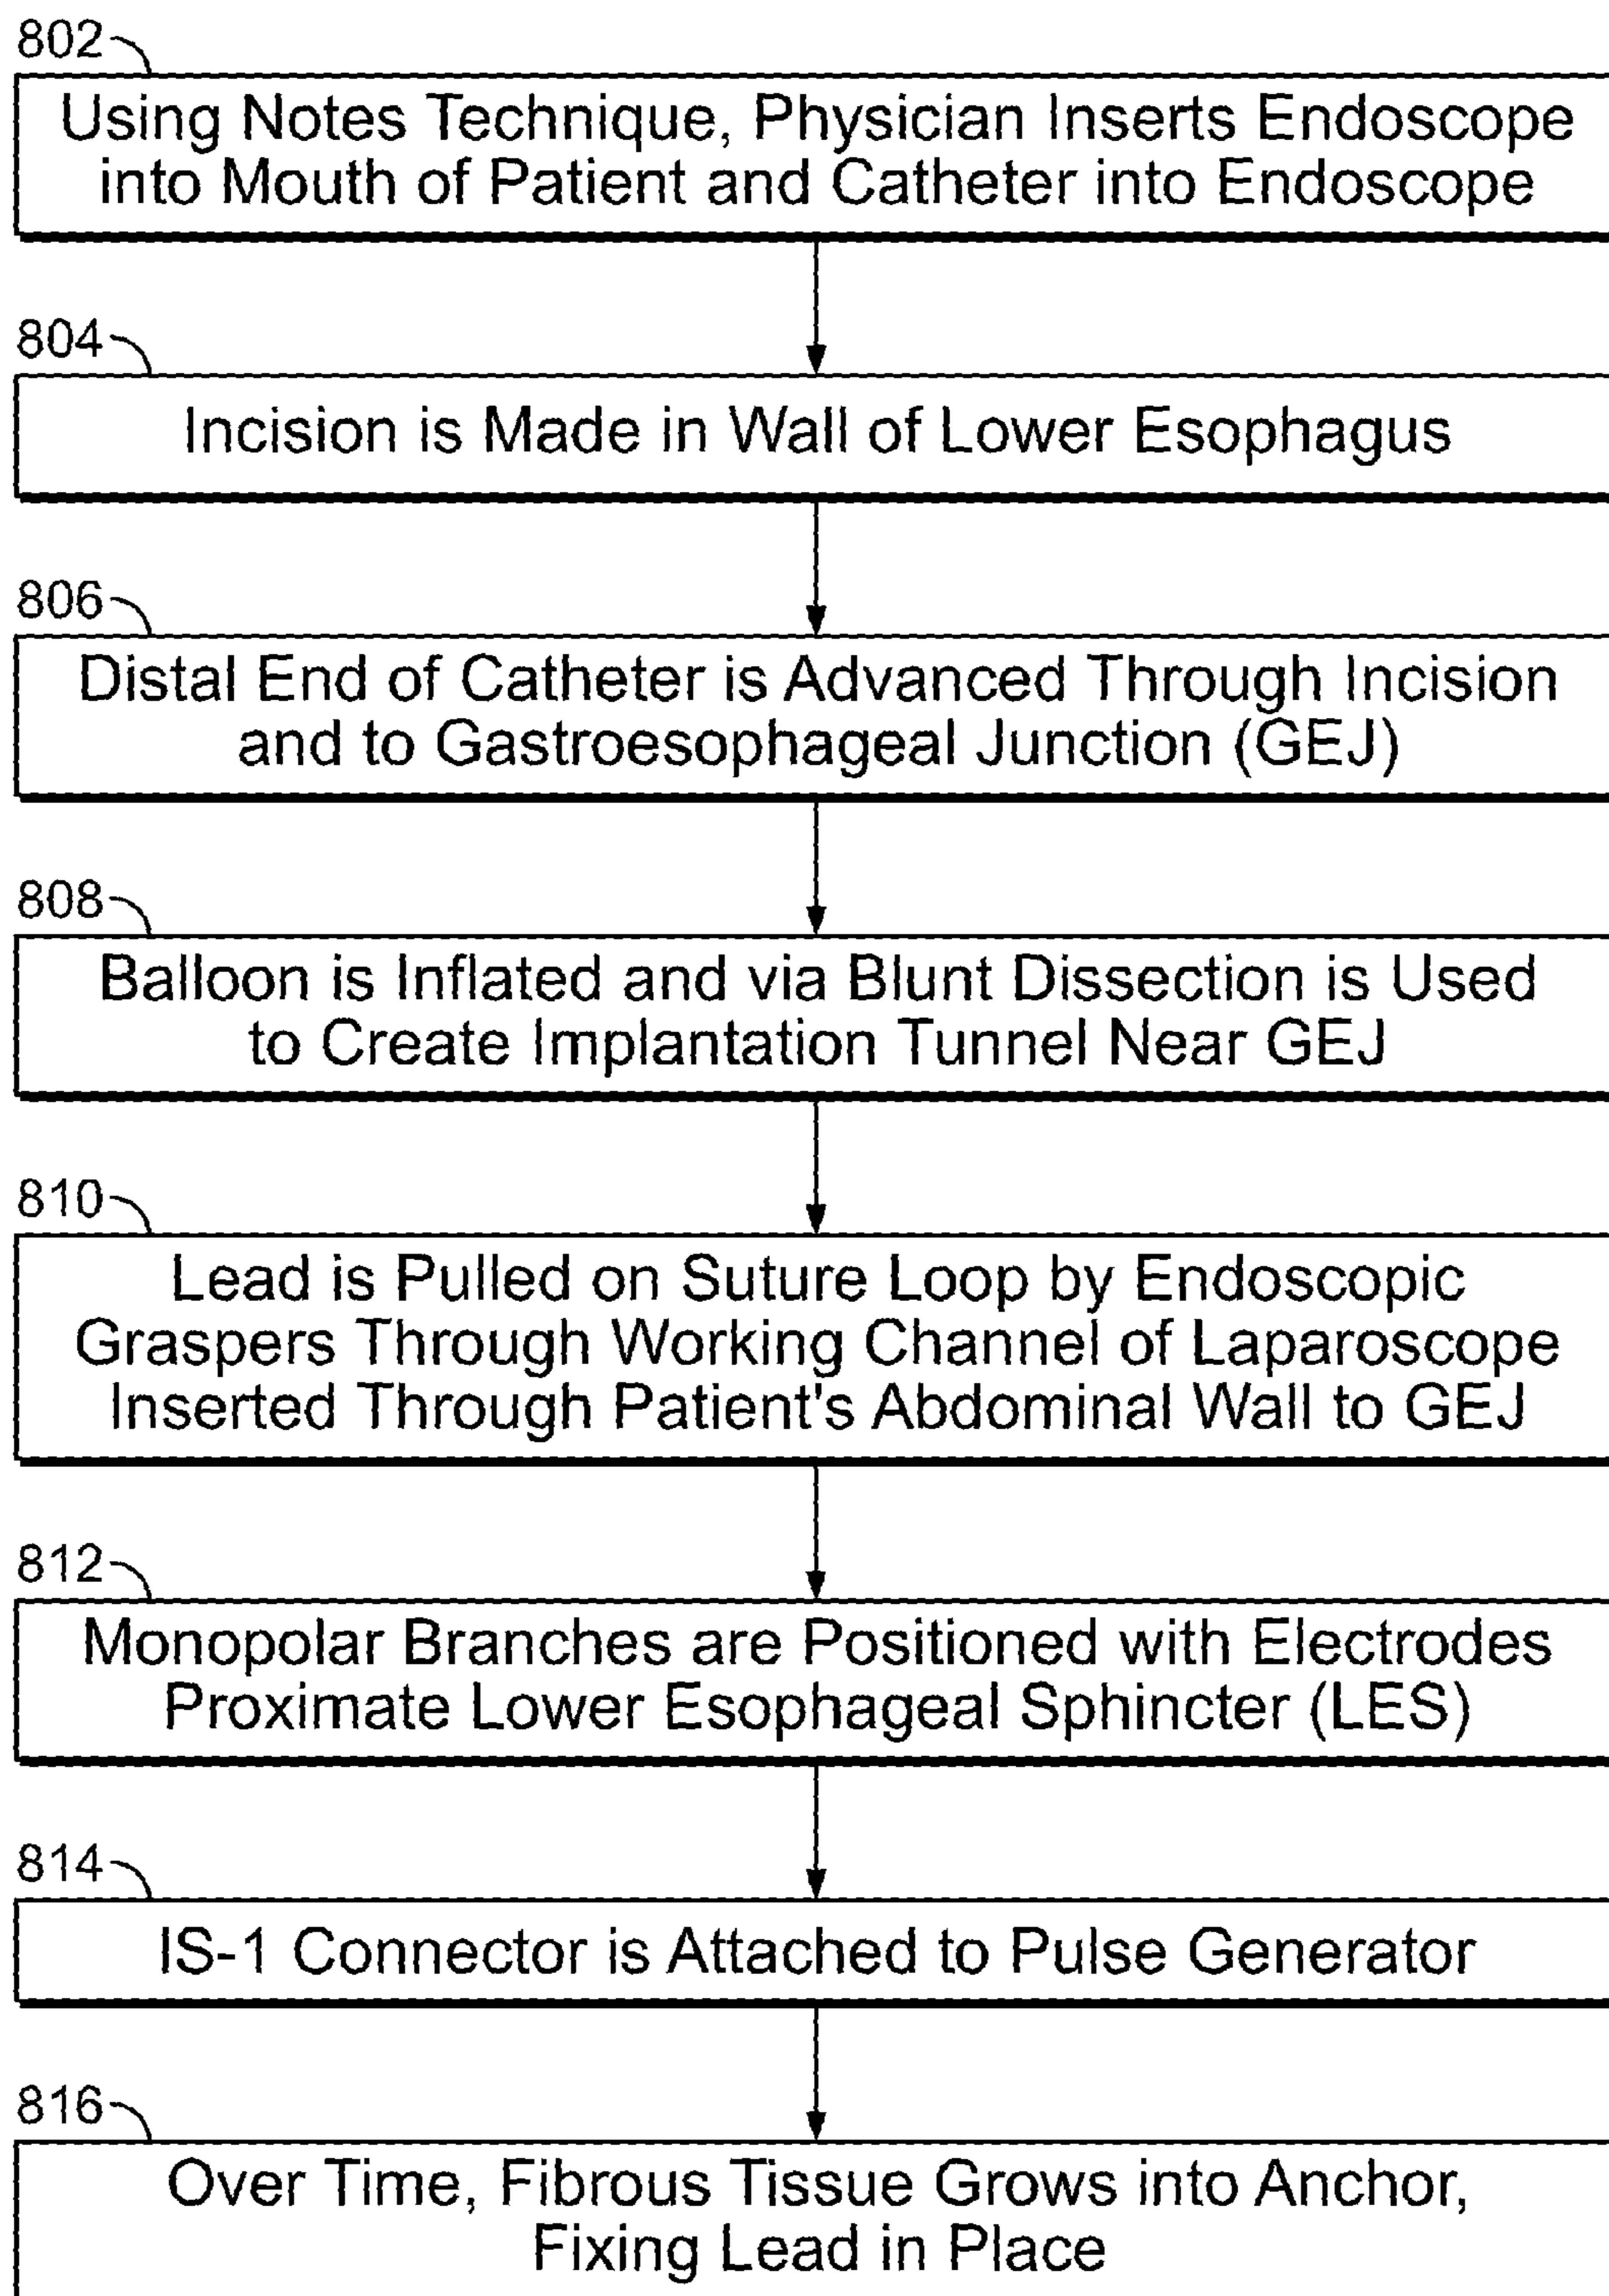 802
Using Notes Technique, Physician Inserts Endoscope
into Mouth of Patient and Catheter into Endoscope
804
Incision is Made in Wall of Lower Esophagus
806
Distal End of Catheter is Advanced Through Incision
and to Gastroesophageal Junction (GEJ)
808
Balloon is Inflated and via Blunt Dissection is Used
to Create Implantation Tunnel Near GEJ
810
Lead is Pulled on Suture Loop by Endoscopic
Graspers Through Working Channel of Laparoscope
Inserted Through Patient's Abdominal Wall to GEJ
812
Monopolar Branches are Positioned with Electrodes
Proximate Lower Esophageal Sphincter (LES)
814
IS-1 Connector is Attached to Pulse Generator
816
Over Time, Fibrous Tissue Grows into Anchor,
Fixing Lead in Place